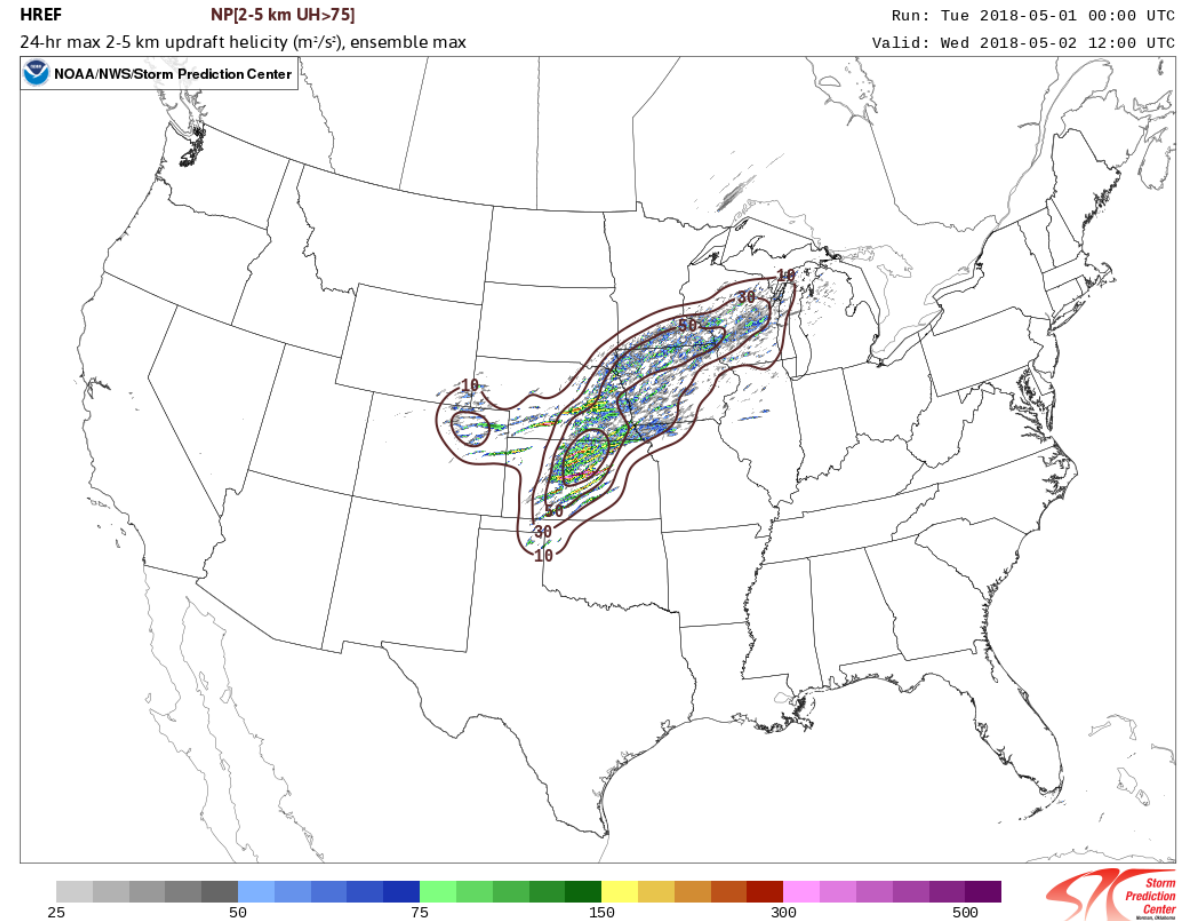 HREF NP[2-5 km UH>75] Run: Tue 2018-05-01 00:00 UTC
24-hr max 2-5 km updraft helicity (m²/s²), ensemble max Valid: Wed 2018-05-02 12:00 UTC
NOAA/NWS/Storm Prediction Center
10
30
50
10
50
30
10
25 50 75 150 300 500
Storm
Prediction
Center
Norman, Oklahoma